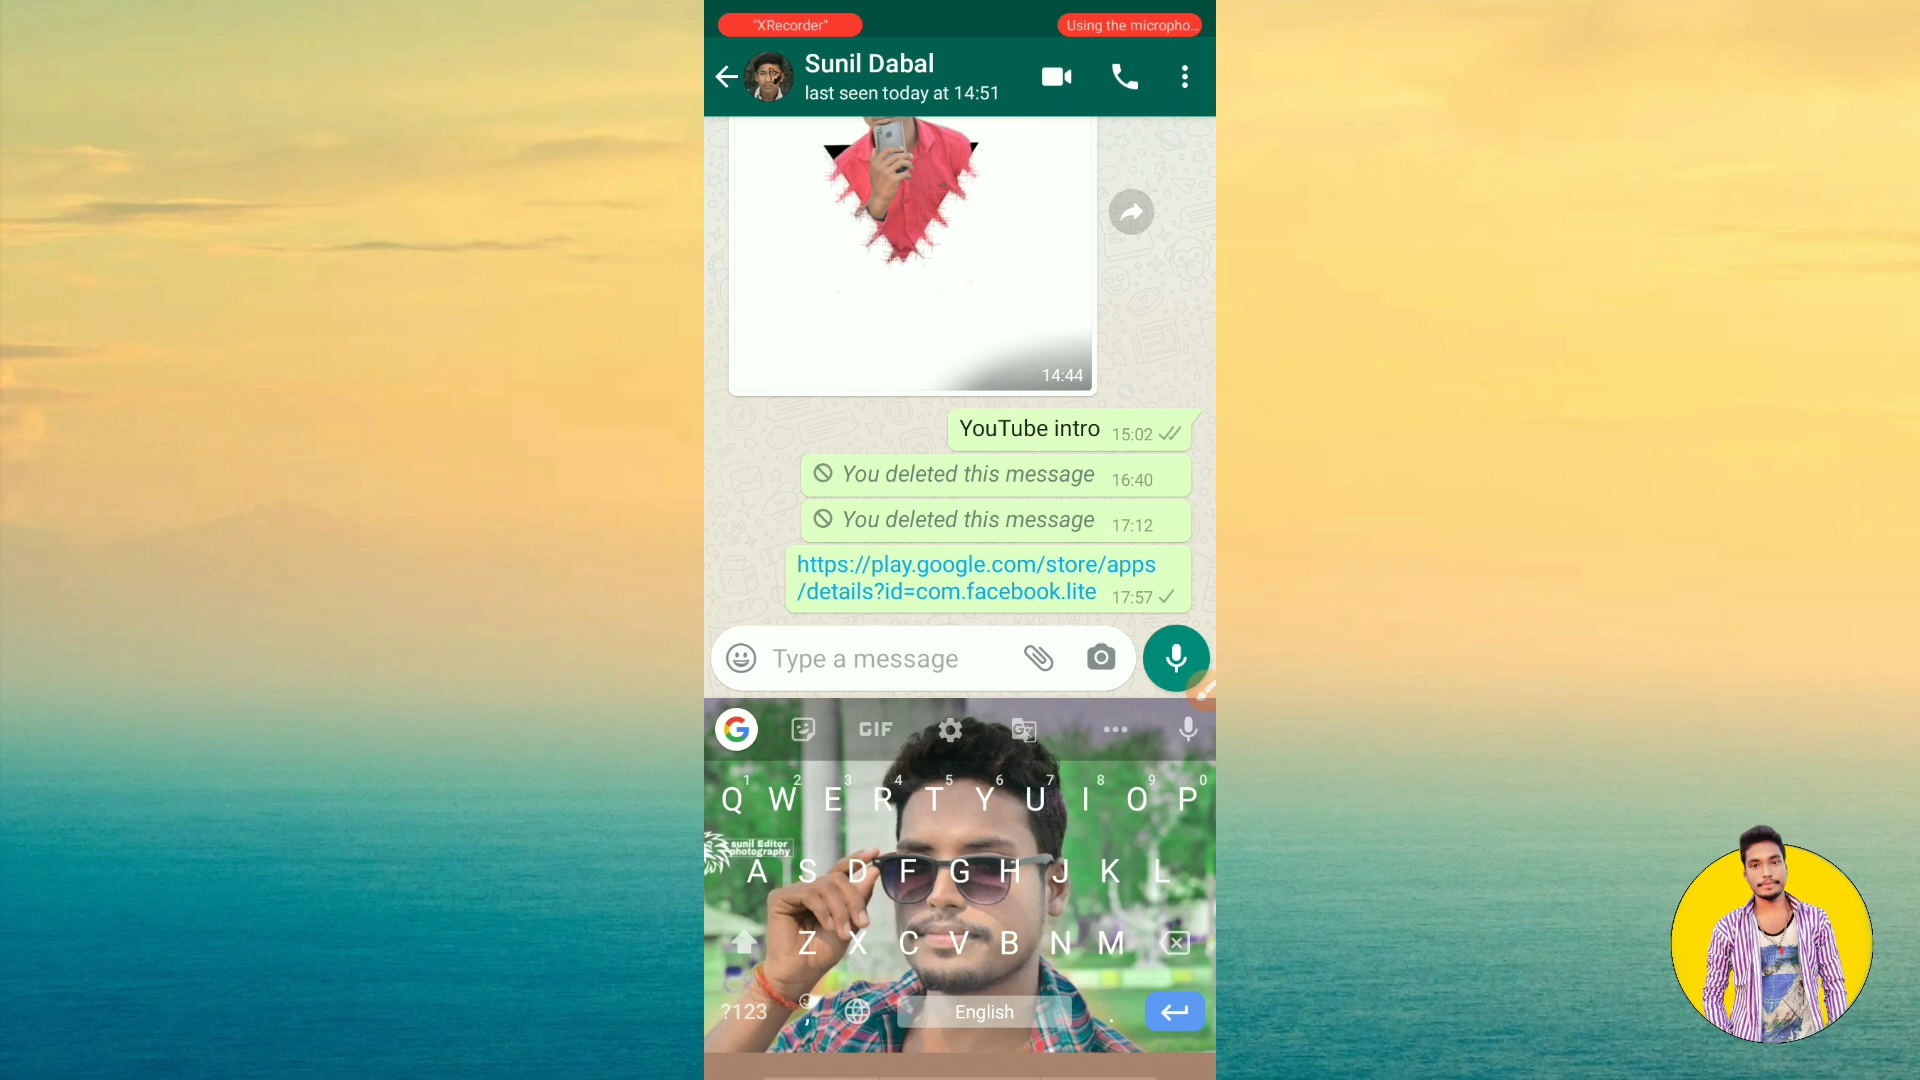 "XRecorder"
Using the micropho...
Sunil Dabal
last seen today at 14:51
14:44
YouTube intro 15:02
You deleted this message 16:40
You deleted this message 17:12
https://play.google.com/store/apps
/details?id=com.facebook.lite 17:57
Type a message
G GIF G
1 2 3 4 5 6 7 8 9 0
Q W E R T Y U I O P
sunil Editor
photography
A S D F G H J K L
Z X C V B N M
?123 , English .